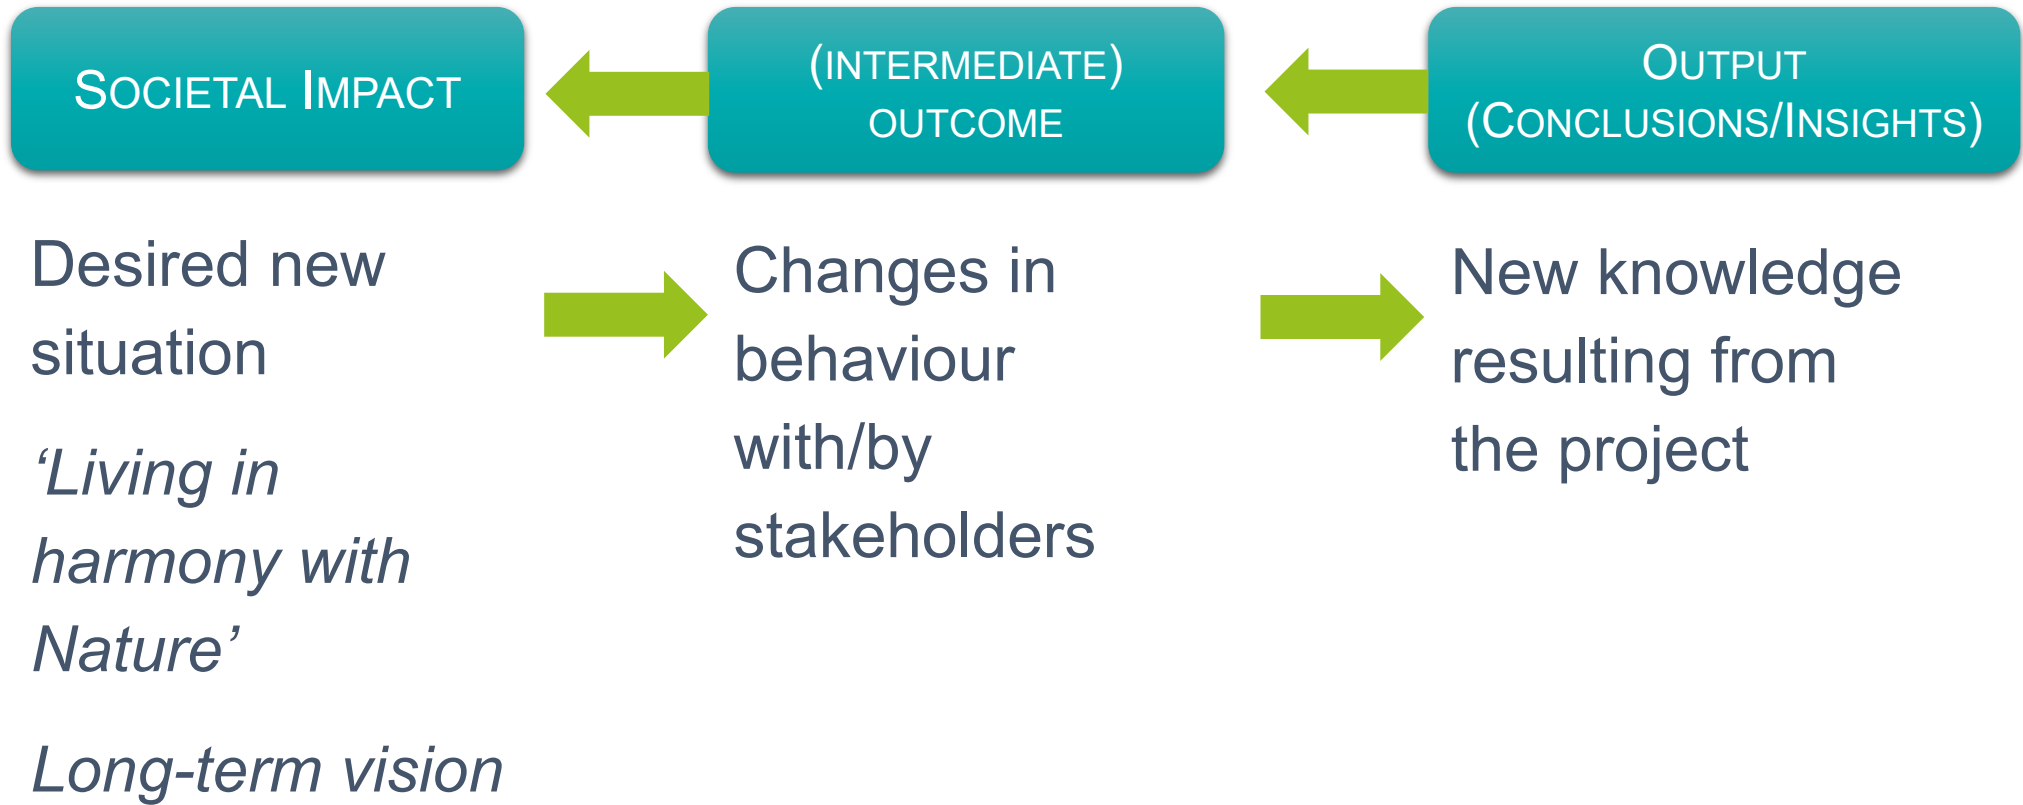 SOCIETAL IMPACT
(INTERMEDIATE)
OUTCOME
OUTPUT
(CONCLUSIONS/INSIGHTS)
Desired new
situation
‘Living in
harmony with
Nature’
Long-term vision
Changes in
behaviour
with/by
stakeholders
New knowledge
resulting from
the project